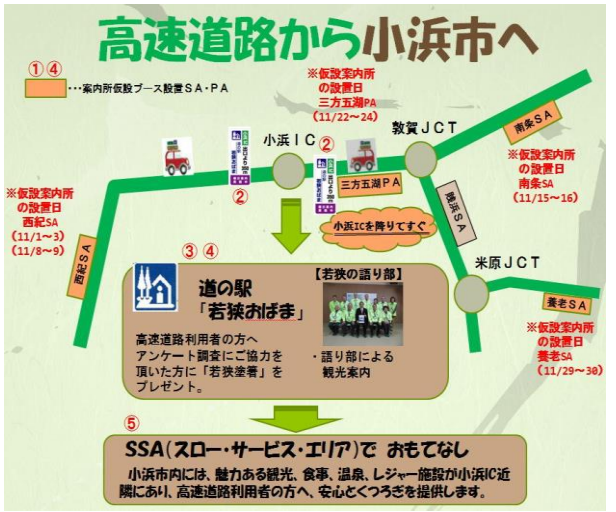 高速道路から小浜市へ
①④
・・・案内所仮設ブース設置SA・PA
※仮設案内所
の設置日
三方五湖PA
(11/22~24)
小浜IC
②
敦賀JCT
南条SA
※仮設案内所
の設置日
南条SA
(11/15~16)
②
三方五湖PA
賤浜SA
※仮設案内所
の設置日
西紀SA
(11/1~3)
(11/8~9)
西紀SA
小浜ICを降りてすぐ
米原JCT
養老SA
※仮設案内所
の設置日
養老SA
(11/29~30)
③④
道の駅
「若狭おばま」
高速道路利用者の方へ
アンケート調査にご協力を
頂いた方に「若狭塗箸」を
プレゼント。
【若狭の語り部】
・語り部による
観光案内
⑤
SSA(スロー・サービス・エリア)で おもてなし
小浜市内には、魅力ある観光、食事、温泉、レジャー施設が小浜IC近
隣にあり、高速道路利用者の方へ、安心とくつろぎを提供します。